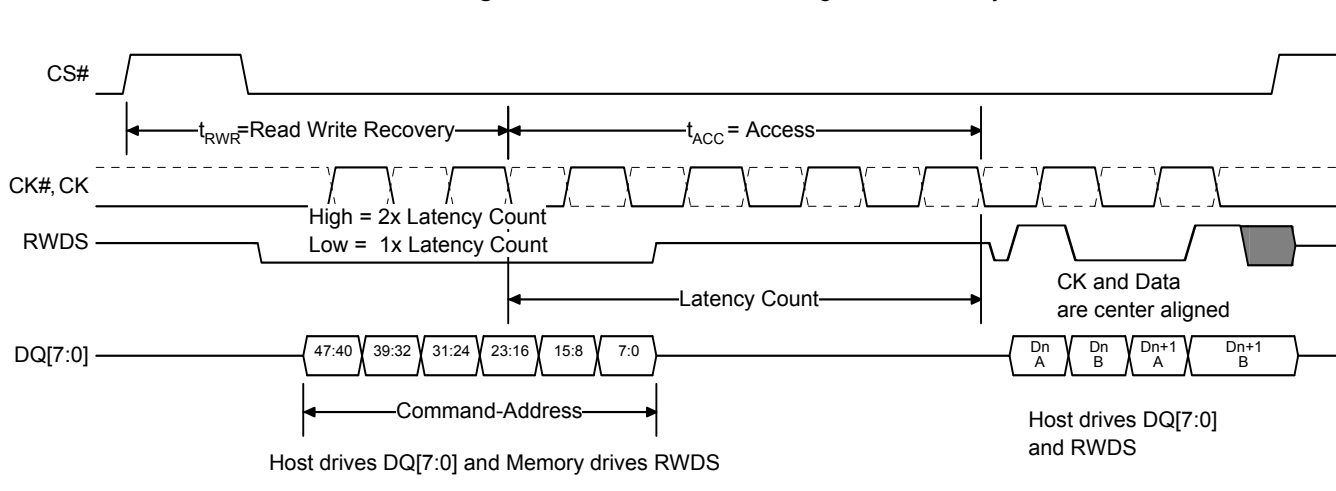 CS#
tRWR=Read Write Recovery
tACC = Access
CK#, CK
High = 2x Latency Count
Low = 1x Latency Count
RWDS
CK and Data
are center aligned
Latency Count
DQ[7:0]
47:40 39:32 31:24 23:16 15:8 7:0
Dn A
Dn B
Dn+1 A
Dn+1 B
Command-Address
Host drives DQ[7:0]
and RWDS
Host drives DQ[7:0] and Memory drives RWDS